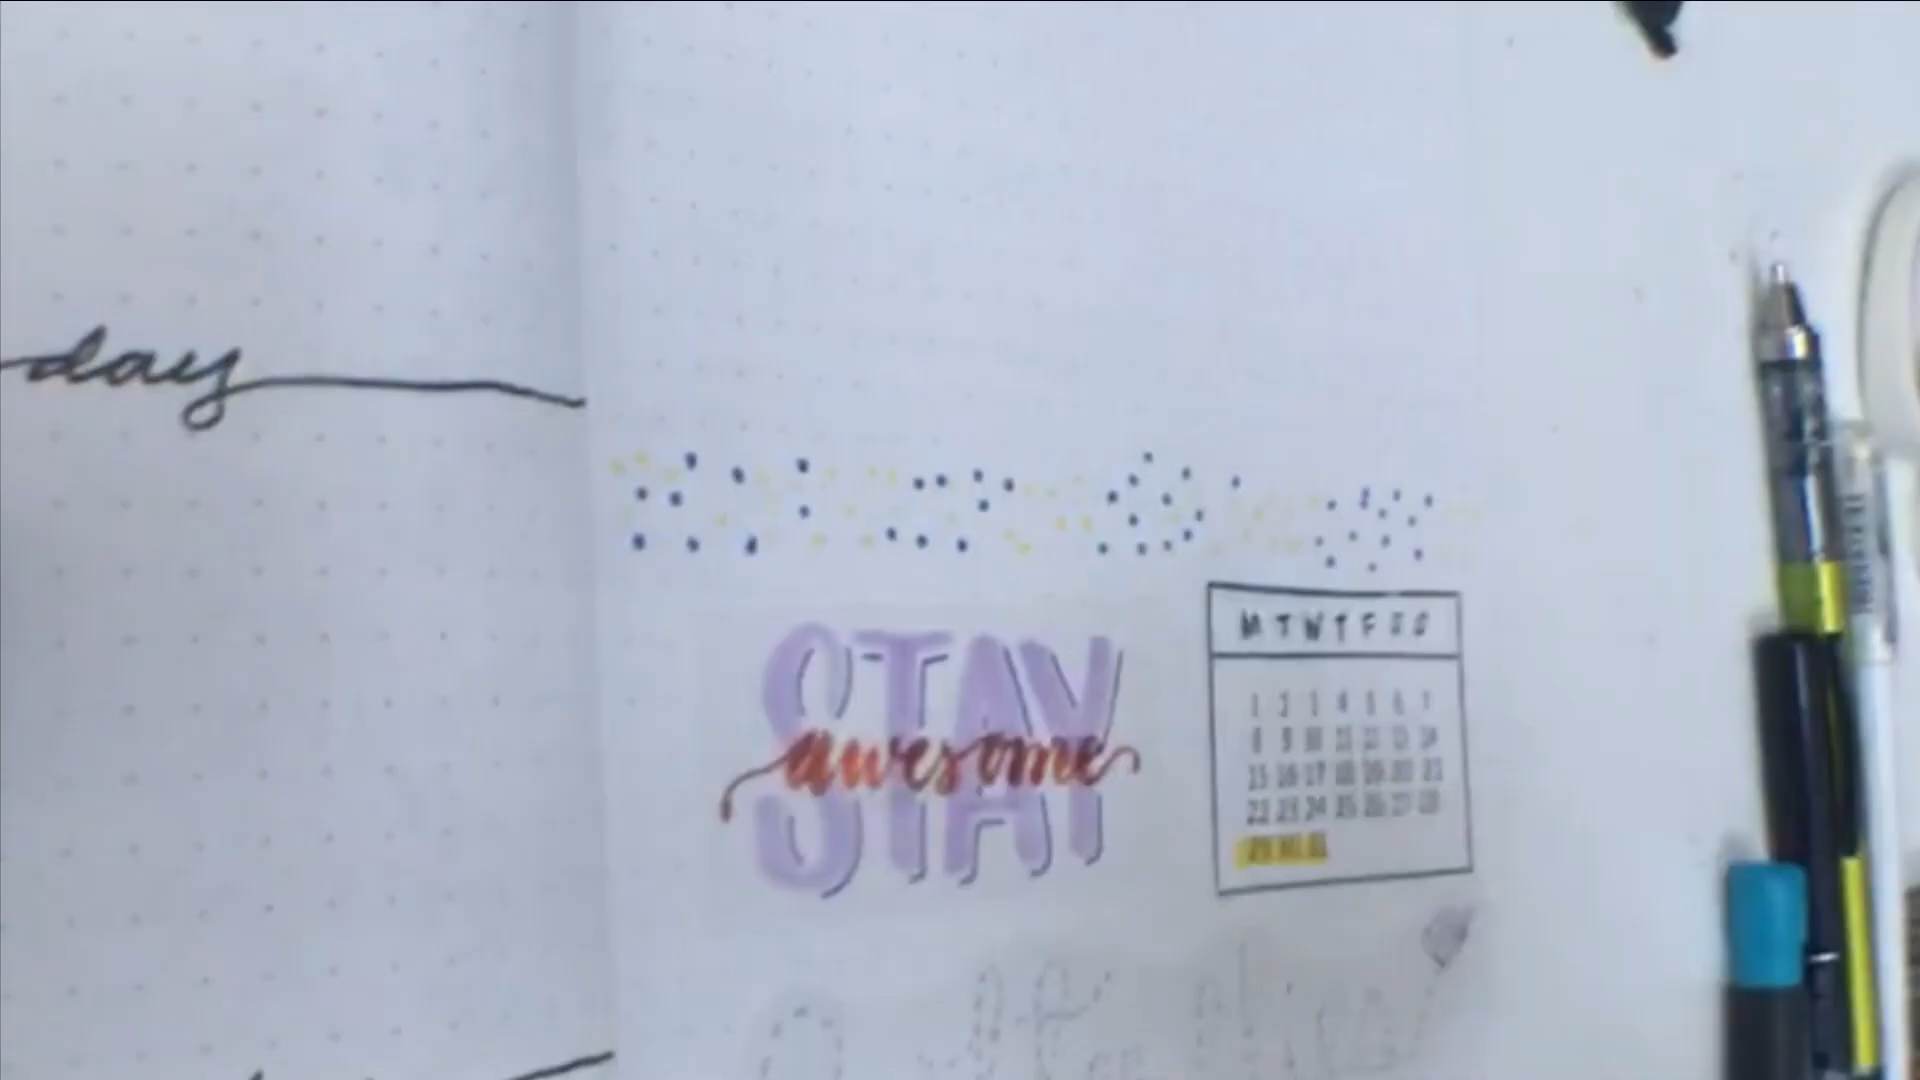 day
STAY
awesome
M T W T F S S
1 2 3 4 5 6 7
8 9 10 11 12 13 14
15 16 17 18 19 20 21
22 23 24 25 26 27 28
29 30 31